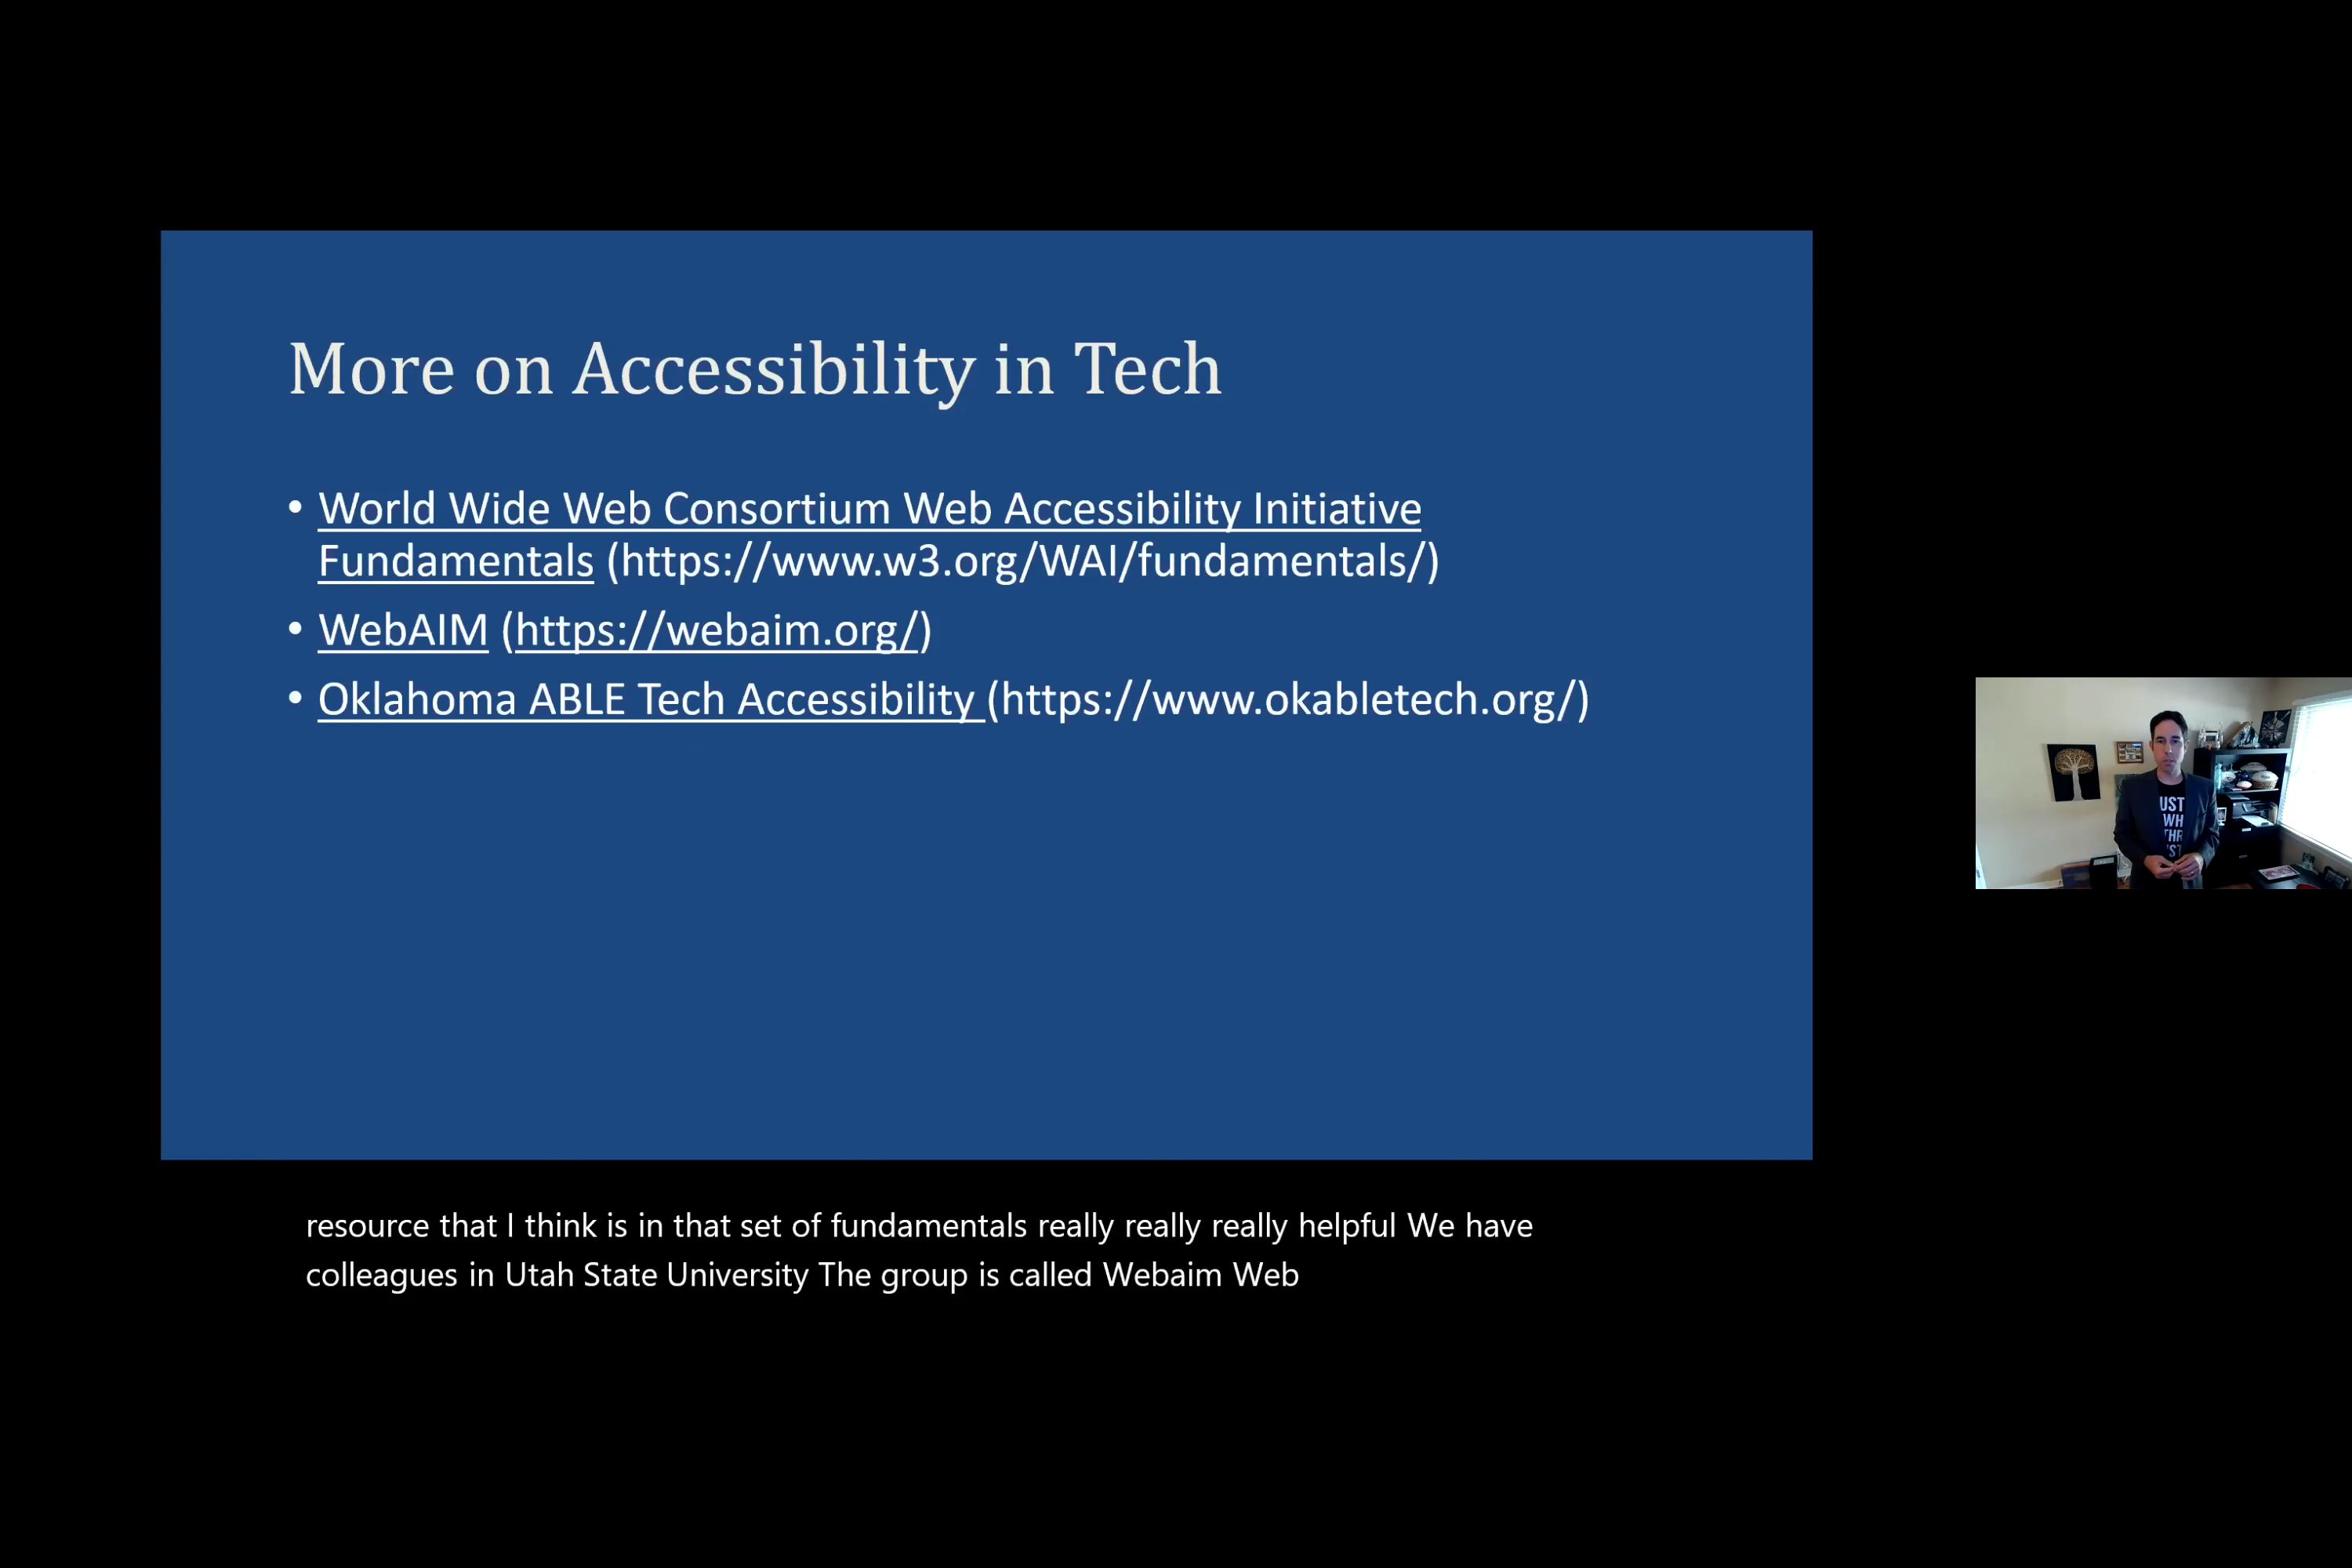 More on Accessibility in Tech
• World Wide Web Consortium Web Accessibility Initiative
Fundamentals (https://www.w3.org/WAI/fundamentals/)
• WebAIM (https://webaim.org/)
• Oklahoma ABLE Tech Accessibility (https://www.okabletech.org/)
UST
WH
THR
resource that I think is in that set of fundamentals really really really helpful We have
colleagues in Utah State University The group is called Webaim Web